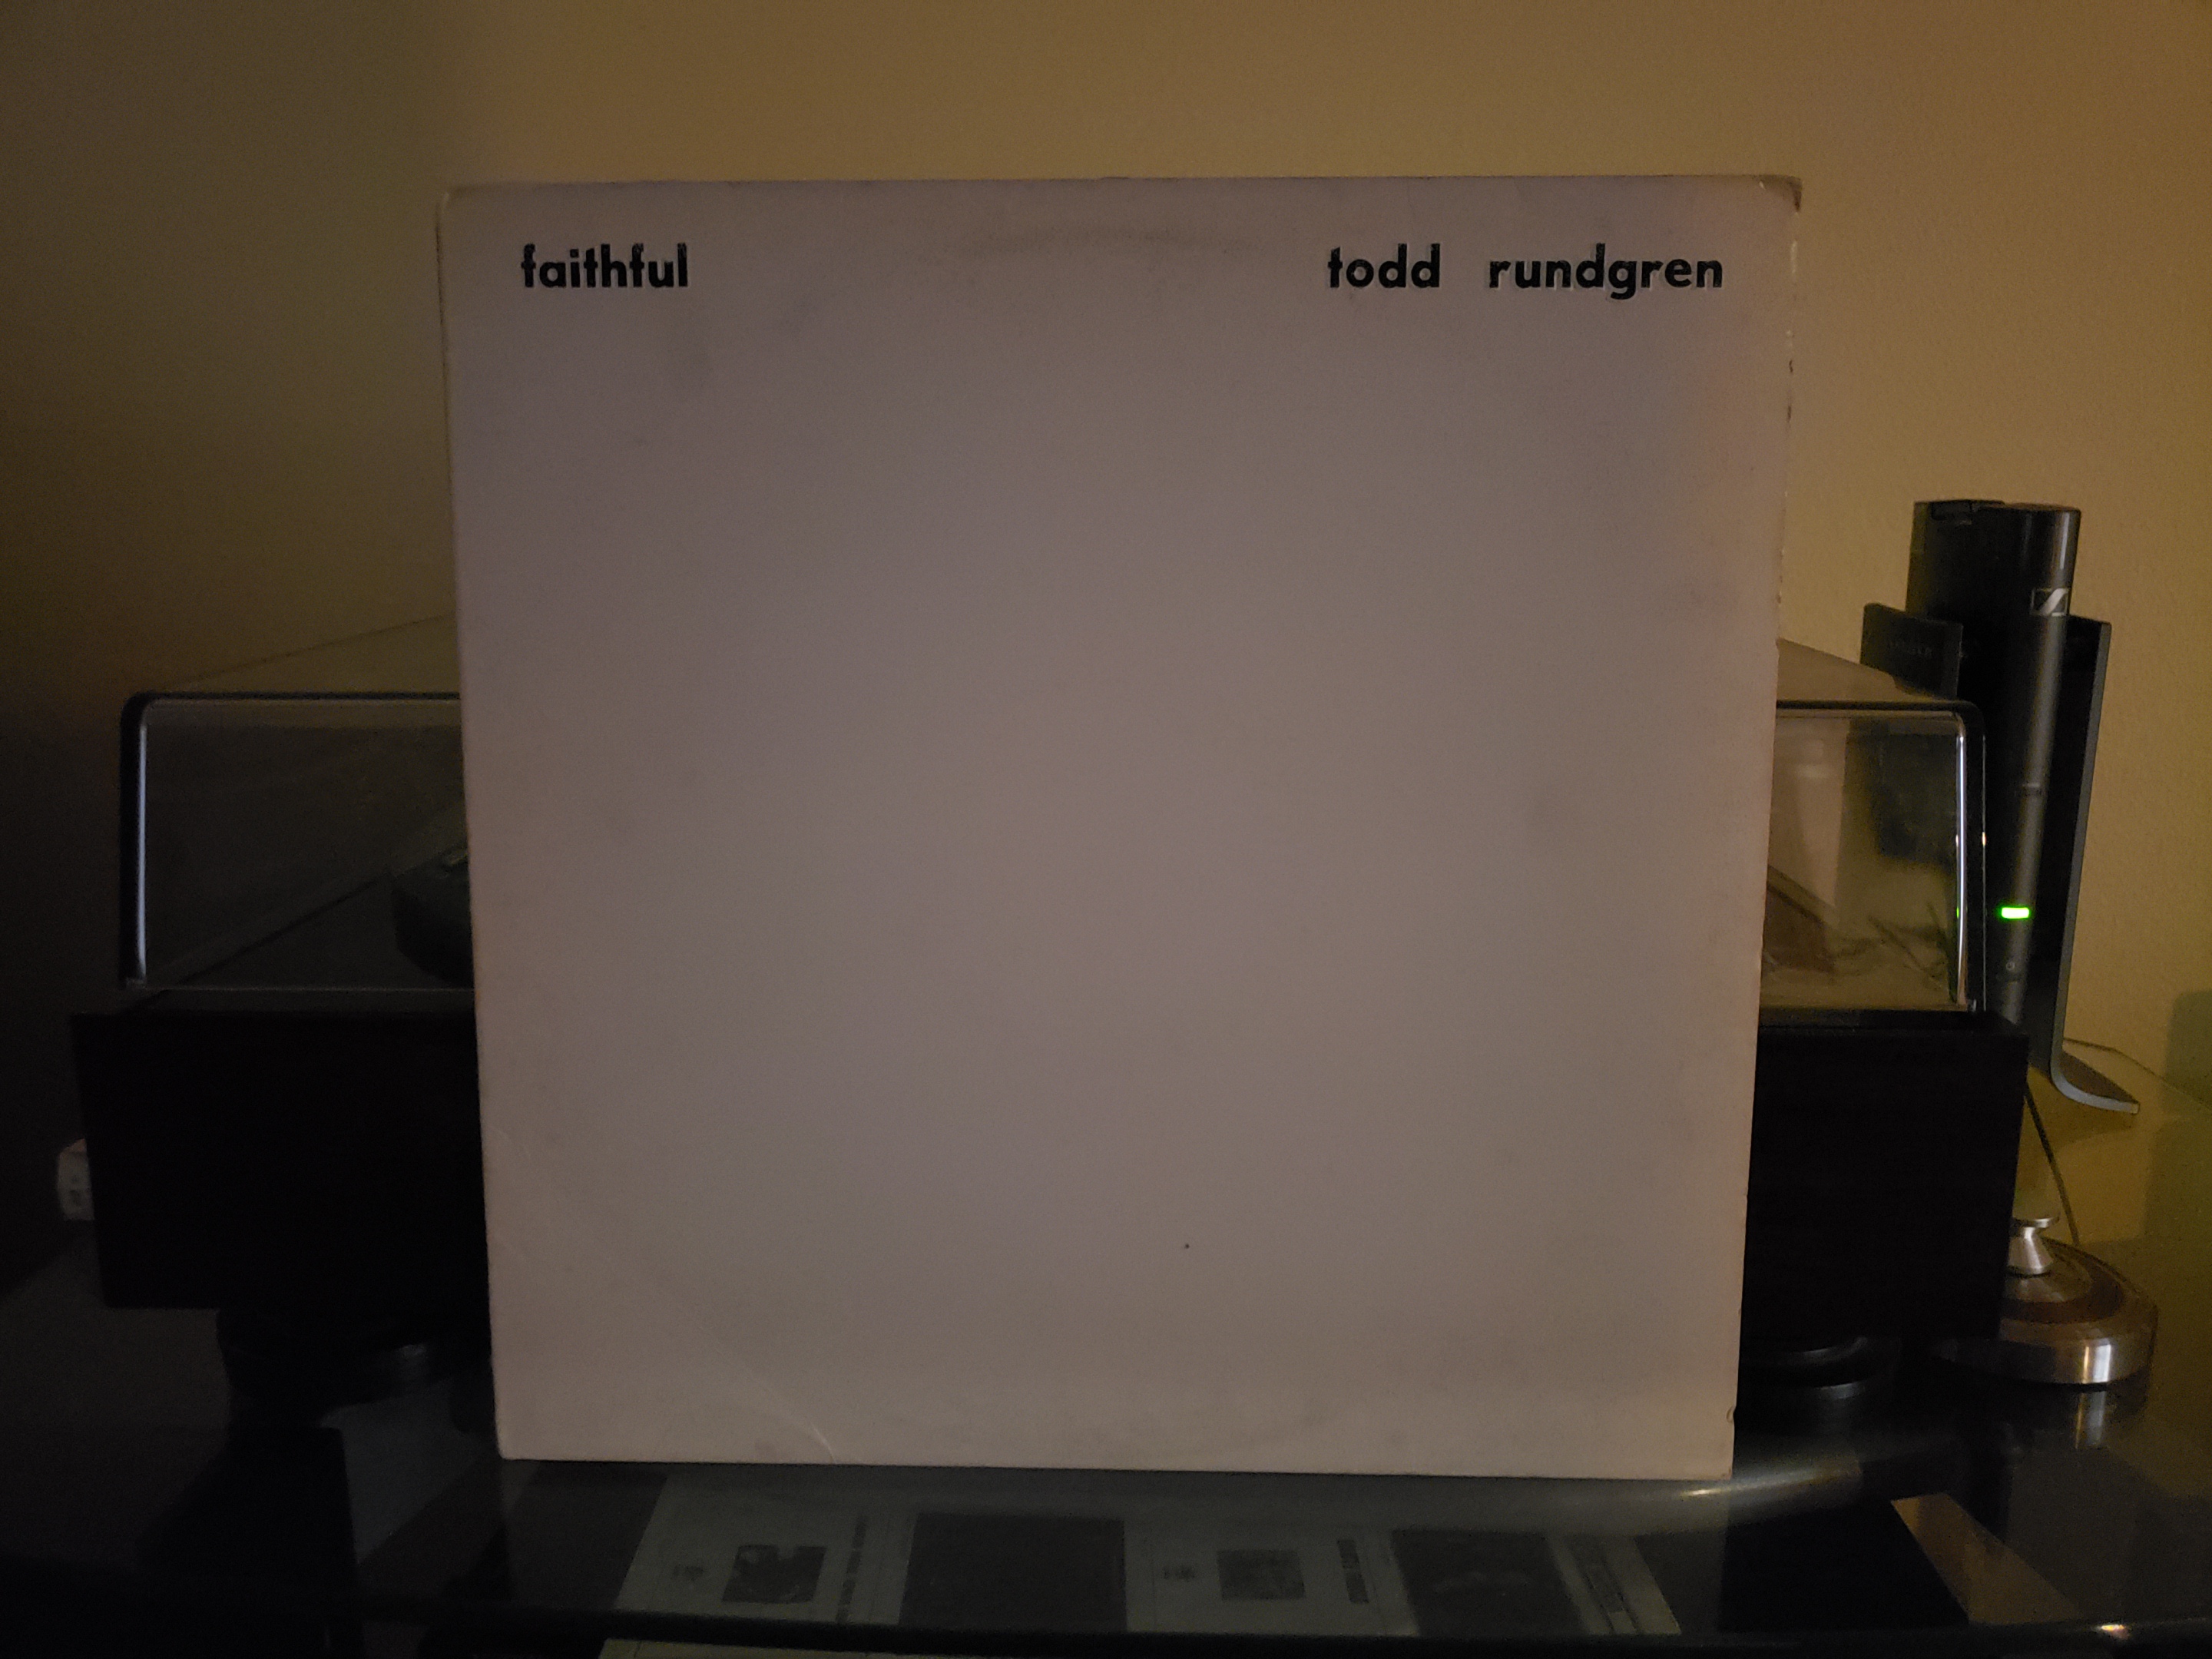 faithful todd rundgren